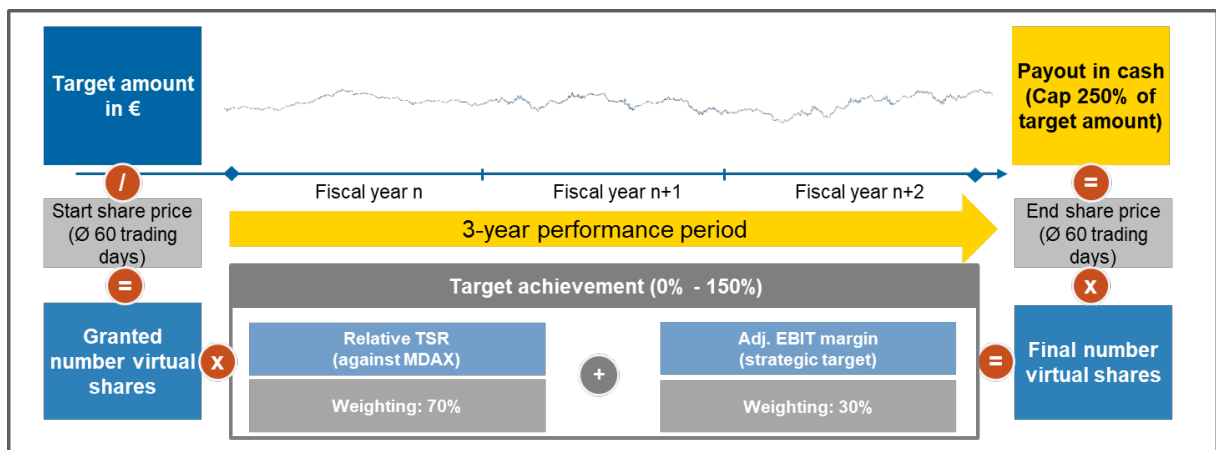 Target amount
in €
Payout in cash
(Cap 250% of
target amount)
/
Fiscal year n
Fiscal year n+1
Fiscal year n+2
=
Start share price
(Ø 60 trading
days)
3-year performance period
End share price
(Ø 60 trading
days)
=
Target achievement (0% - 150%)
x
Granted
number virtual
shares
x
Relative TSR
(against MDAX)
Weighting: 70%
+
Adj. EBIT margin
(strategic target)
Weighting: 30%
=
Final number
virtual shares